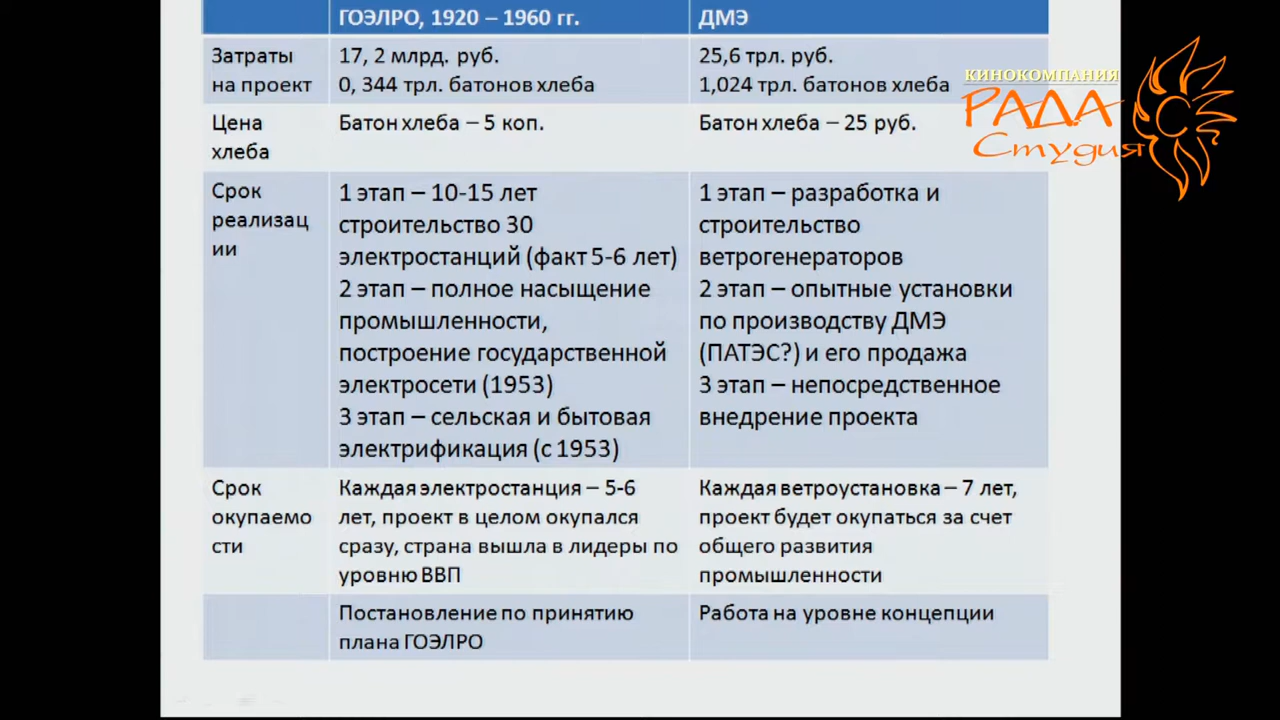 ГОЭЛРО, 1920 – 1960 гг.
ДМЭ
Затраты
на проект
17, 2 млрд. руб.
0, 344 трл. батонов хлеба
25,6 трл. руб.
1,024 трл. батонов хлеба
Цена
хлеба
Батон хлеба – 5 коп.
Батон хлеба – 25 руб.
Срок
реализац
ии
1 этап – 10-15 лет
строительство 30
электростанций (факт 5-6 лет)
2 этап – полное насыщение
промышленности,
построение государственной
электросети (1953)
3 этап – сельская и бытовая
электрификация (с 1953)
1 этап – разработка и
строительство
ветрогенераторов
2 этап – опытные установки
по производству ДМЭ
(ПАТЭС?) и его продажа
3 этап – непосредственное
внедрение проекта
Срок
окупаемо
сти
Каждая электростанция – 5-6
лет, проект в целом окупался
сразу, страна вышла в лидеры по
уровню ВВП
Каждая ветроустановка – 7 лет,
проект будет окупаться за счет
общего развития
промышленности
Постановление по принятию
плана ГОЭЛРО
Работа на уровне концепции
КИНОКОМПАНИЯ
РАДА
Студия